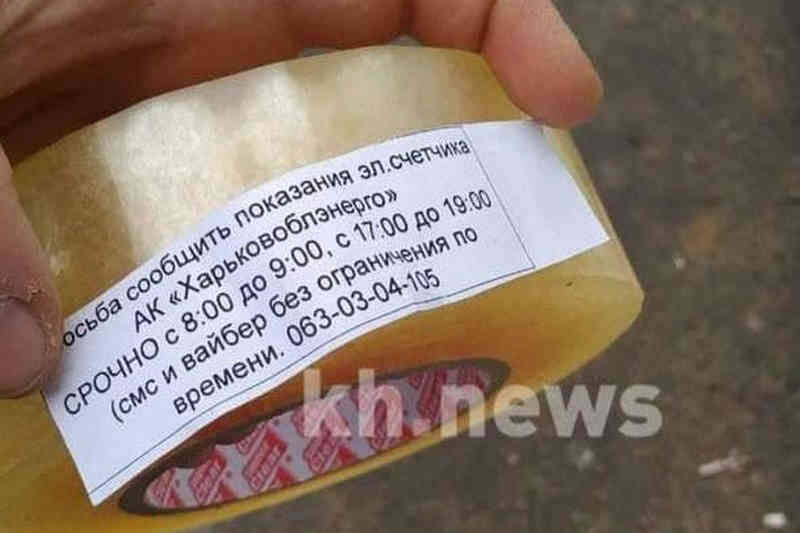 осьба сообщить показания эл.счетчика
АК «Харьковоблэнерго»
СРОЧНО с 8:00 до 9:00, с 17:00 до 19:00
(смс и вайбер без ограничения по
времени. 063-03-04-105
kh.news